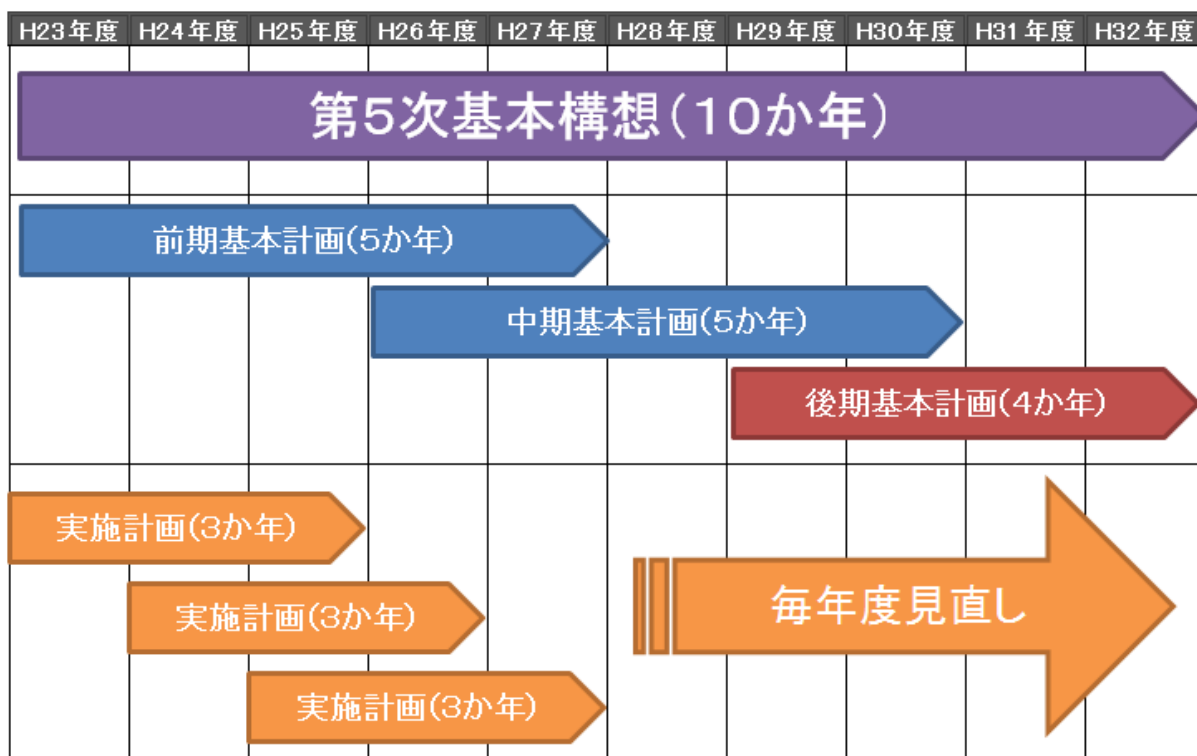 H23年度 H24年度 H25年度 H26年度 H27年度 H28年度 H29年度 H30年度 H31年度 H32年度
第5次基本構想(10か年)
前期基本計画(5か年)
中期基本計画(5か年)
後期基本計画(4か年)
実施計画(3か年)
実施計画(3か年)
実施計画(3か年)
毎年度見直し